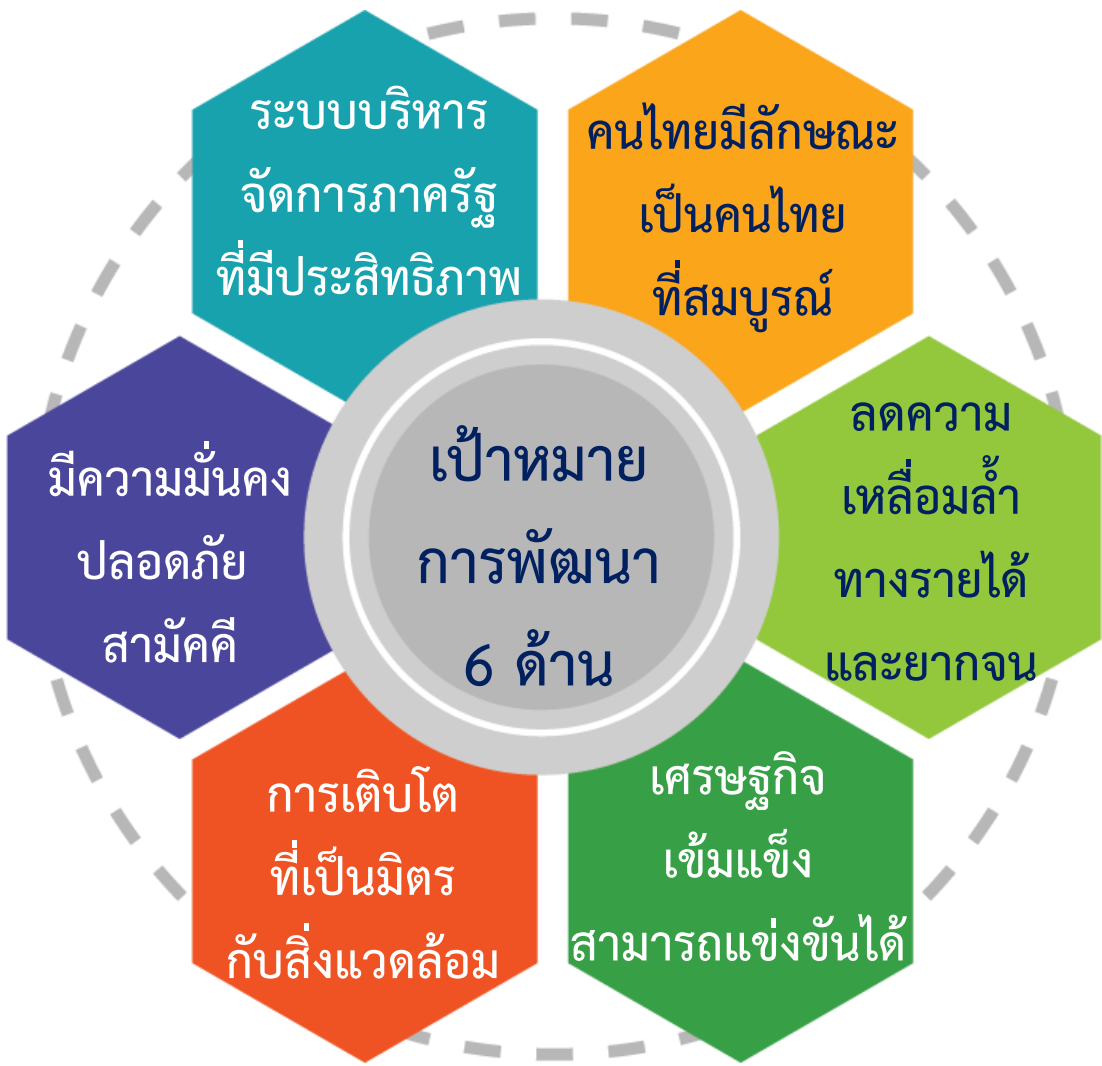 เป้าหมาย
การพัฒนา
6 ด้าน
คนไทยมีลักษณะ
เป็นคนไทย
ที่สมบูรณ์
ลดความ
เหลื่อมล้ำ
ทางรายได้
และยากจน
เศรษฐกิจ
เข้มแข็ง
สามารถแข่งขันได้
การเติบโต
ที่เป็นมิตร
กับสิ่งแวดล้อม
มีความมั่นคง
ปลอดภัย
สามัคคี
ระบบบริหาร
จัดการภาครัฐ
ที่มีประสิทธิภาพ